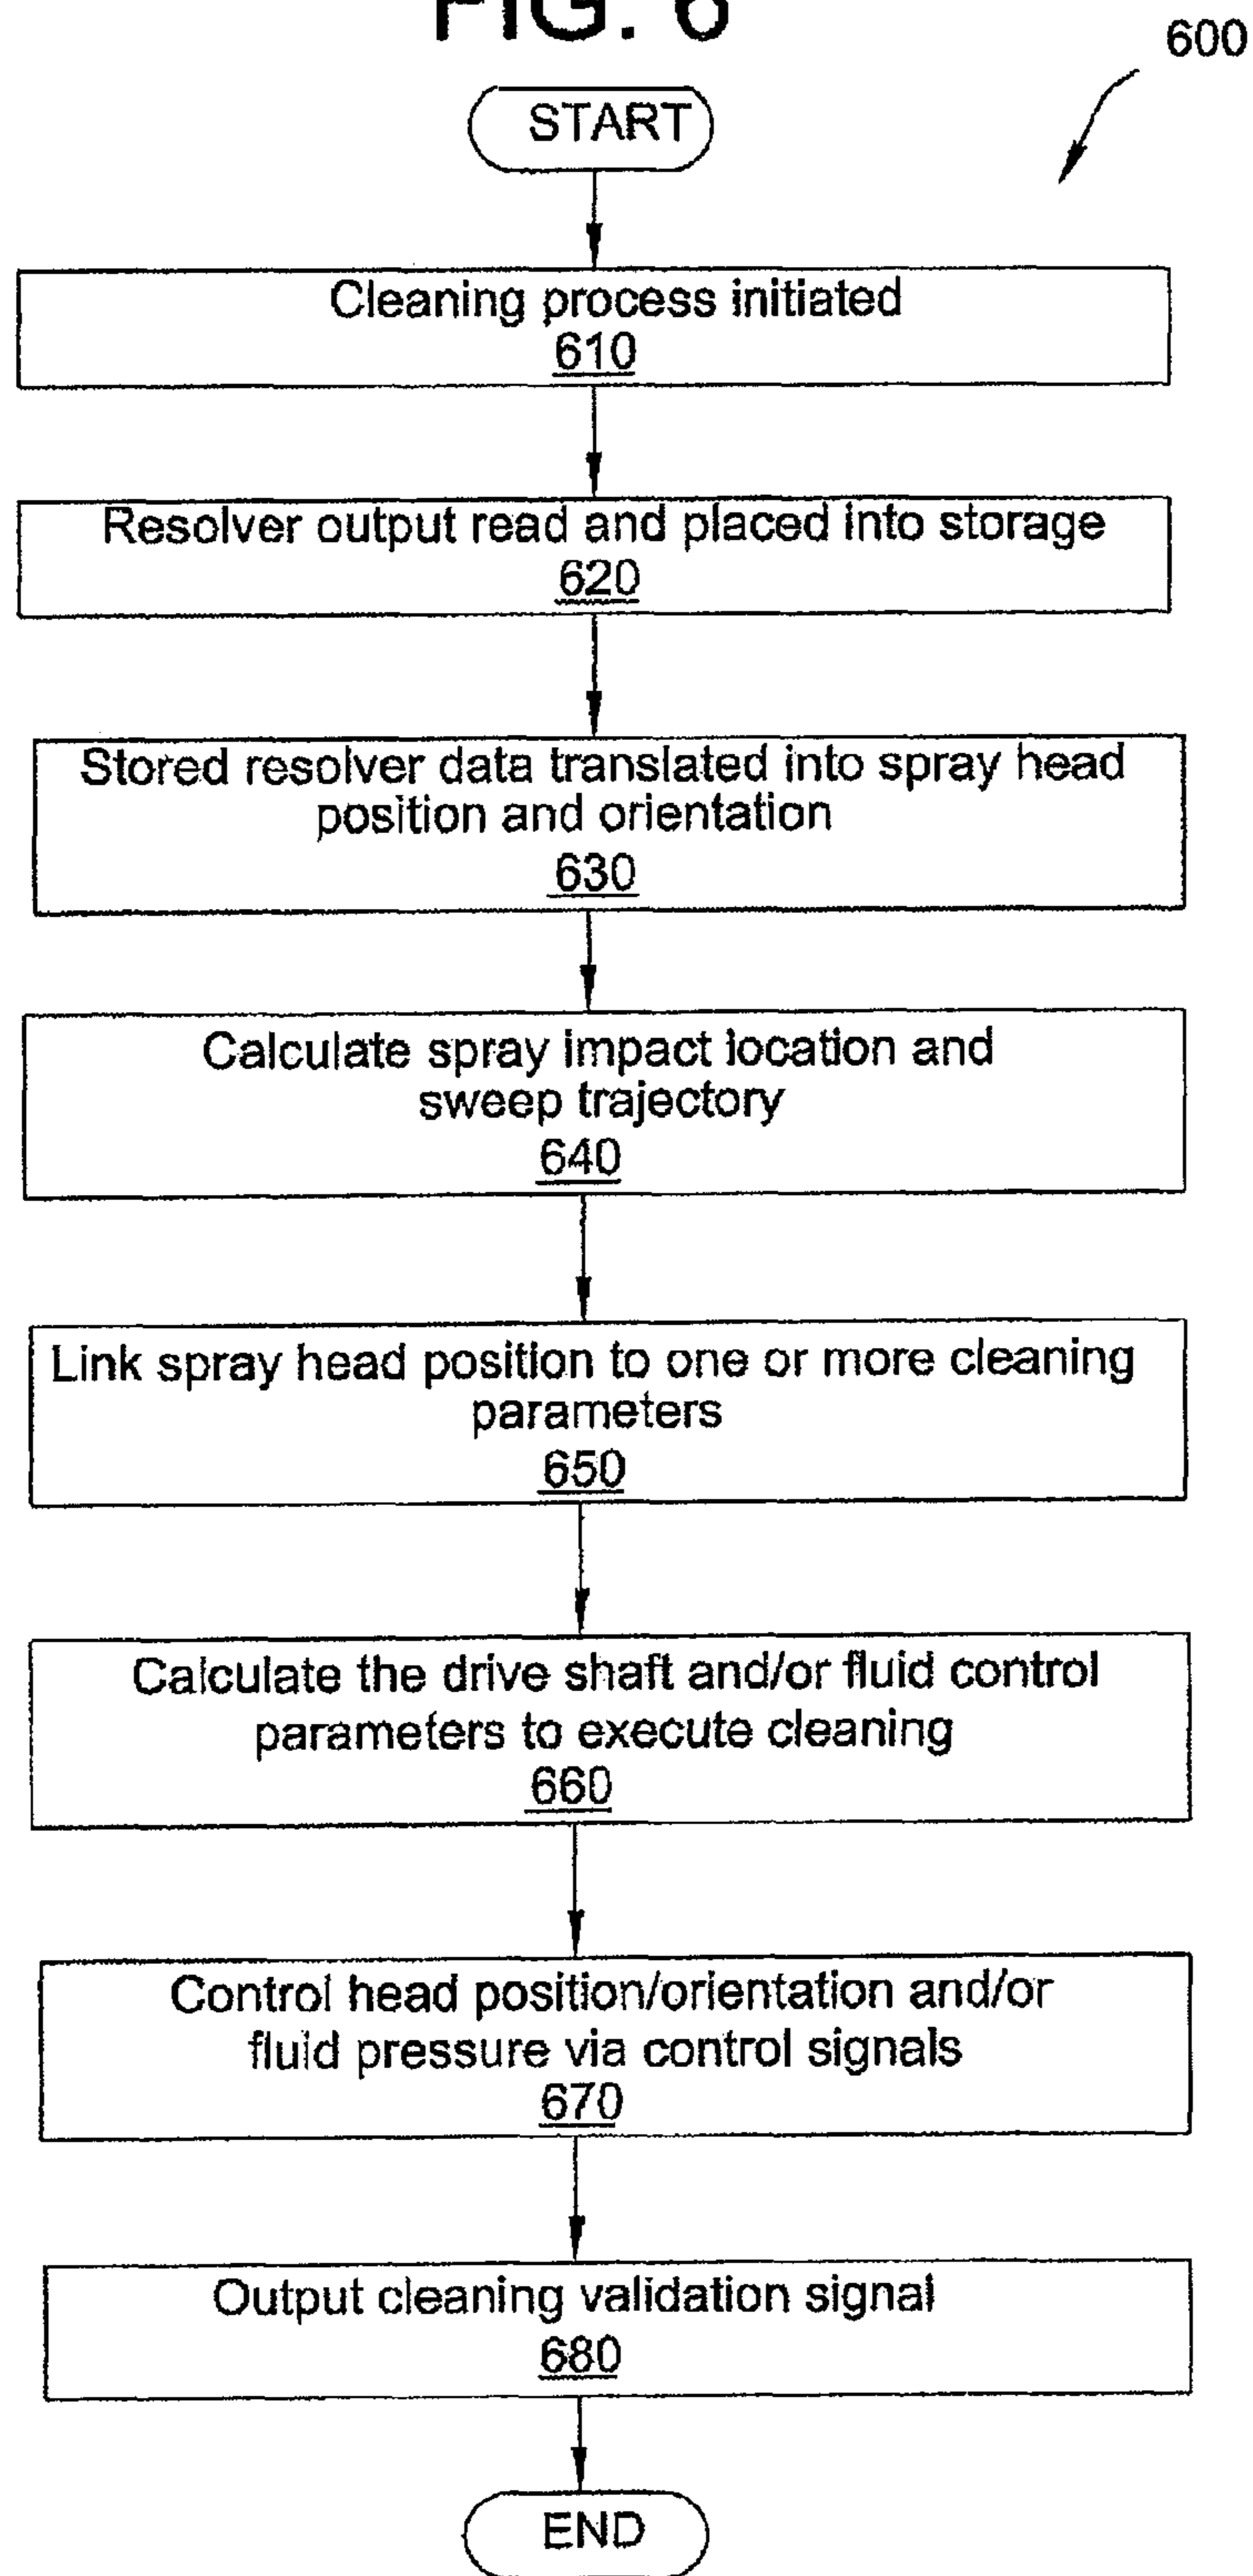 FIG. 6
600
START
Cleaning process initiated
610
Resolver output read and placed into storage
620
Stored resolver data translated into spray head
position and orientation
630
Calculate spray impact location and
sweep trajectory
640
Link spray head position to one or more cleaning
parameters
650
Calculate the drive shaft and/or fluid control
parameters to execute cleaning
660
Control head position/orientation and/or
fluid pressure via control signals
670
Output cleaning validation signal
680
END